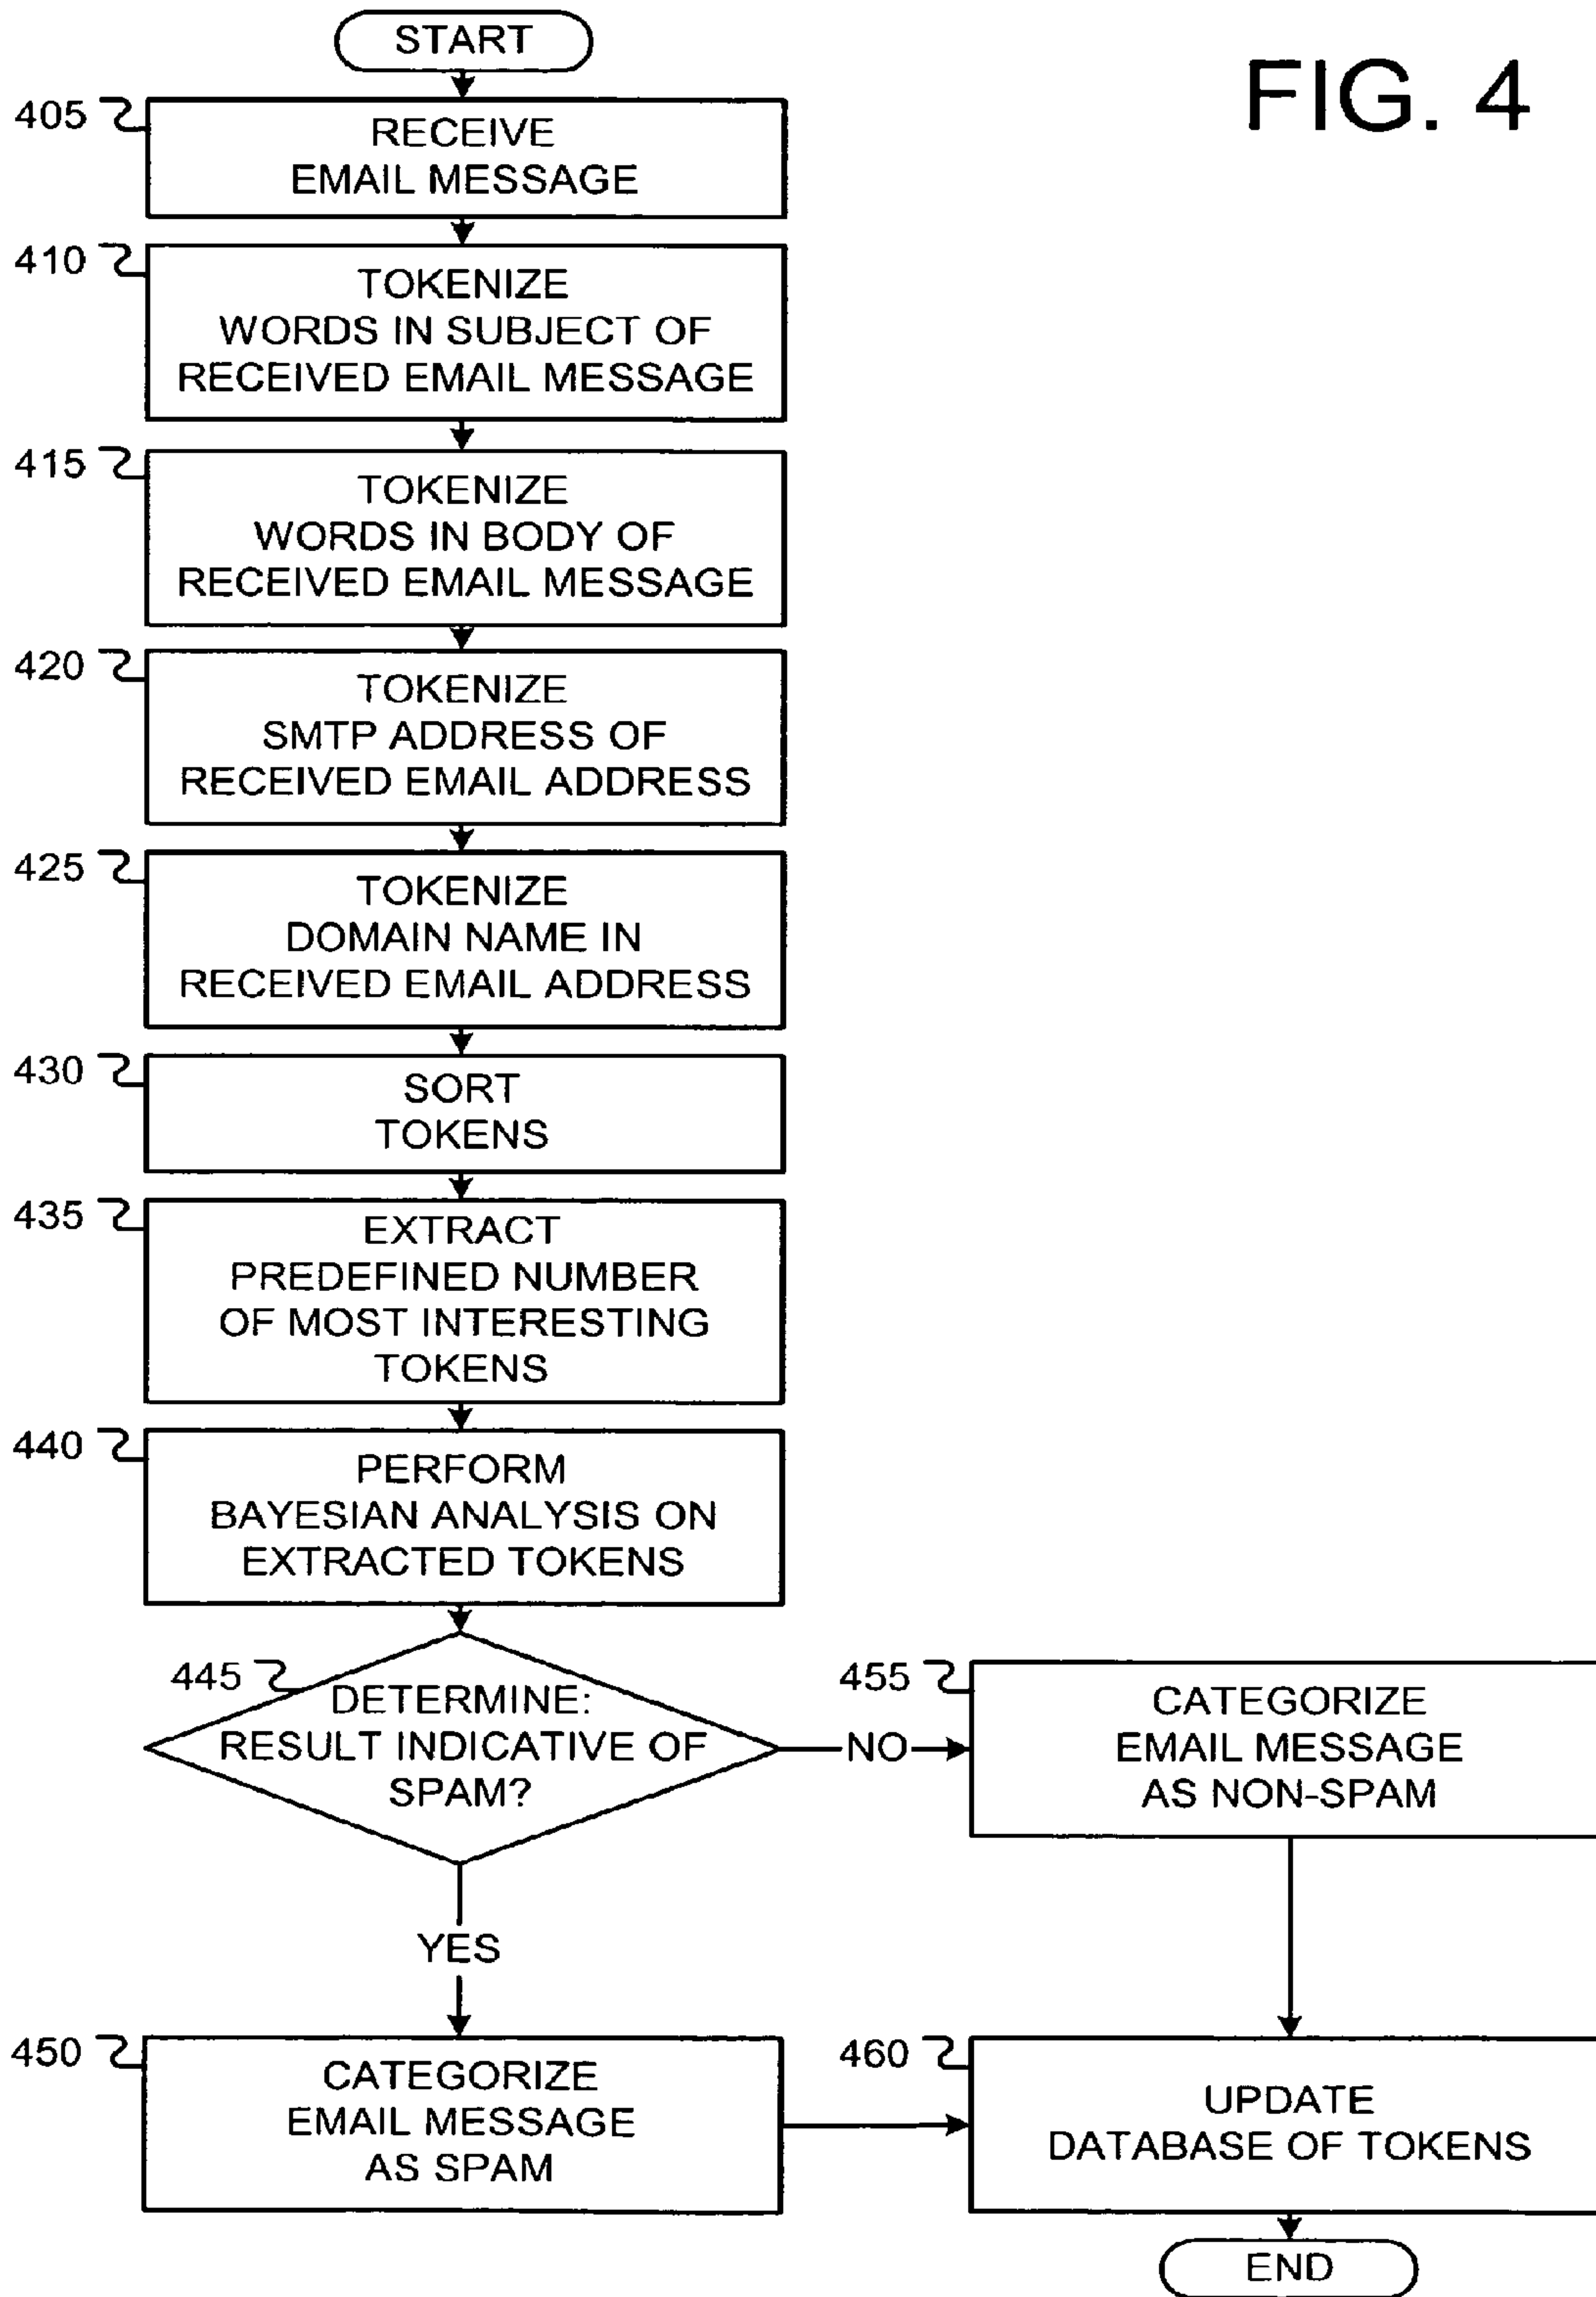 START
FIG. 4
405
RECEIVE
EMAIL MESSAGE
410
TOKENIZE
WORDS IN SUBJECT OF
RECEIVED EMAIL MESSAGE
415
TOKENIZE
WORDS IN BODY OF
RECEIVED EMAIL MESSAGE
420
TOKENIZE
SMTP ADDRESS OF
RECEIVED EMAIL ADDRESS
425
TOKENIZE
DOMAIN NAME IN
RECEIVED EMAIL ADDRESS
430
SORT
TOKENS
435
EXTRACT
PREDEFINED NUMBER
OF MOST INTERESTING
TOKENS
440
PERFORM
BAYESIAN ANALYSIS ON
EXTRACTED TOKENS
445
DETERMINE:
RESULT INDICATIVE OF
SPAM?
NO
455
CATEGORIZE
EMAIL MESSAGE
AS NON-SPAM
YES
450
CATEGORIZE
EMAIL MESSAGE
AS SPAM
460
UPDATE
DATABASE OF TOKENS
END